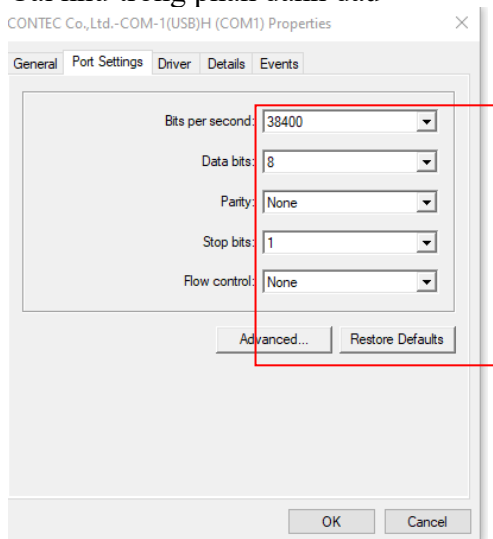 CONTEC Co.,Ltd.-COM-1(USB)H (COM1) Properties
General Port Settings Driver Details Events
Bits per second: 38400
Data bits: 8
Parity: None
Stop bits: 1
Flow control: None
Advanced... Restore Defaults
OK Cancel